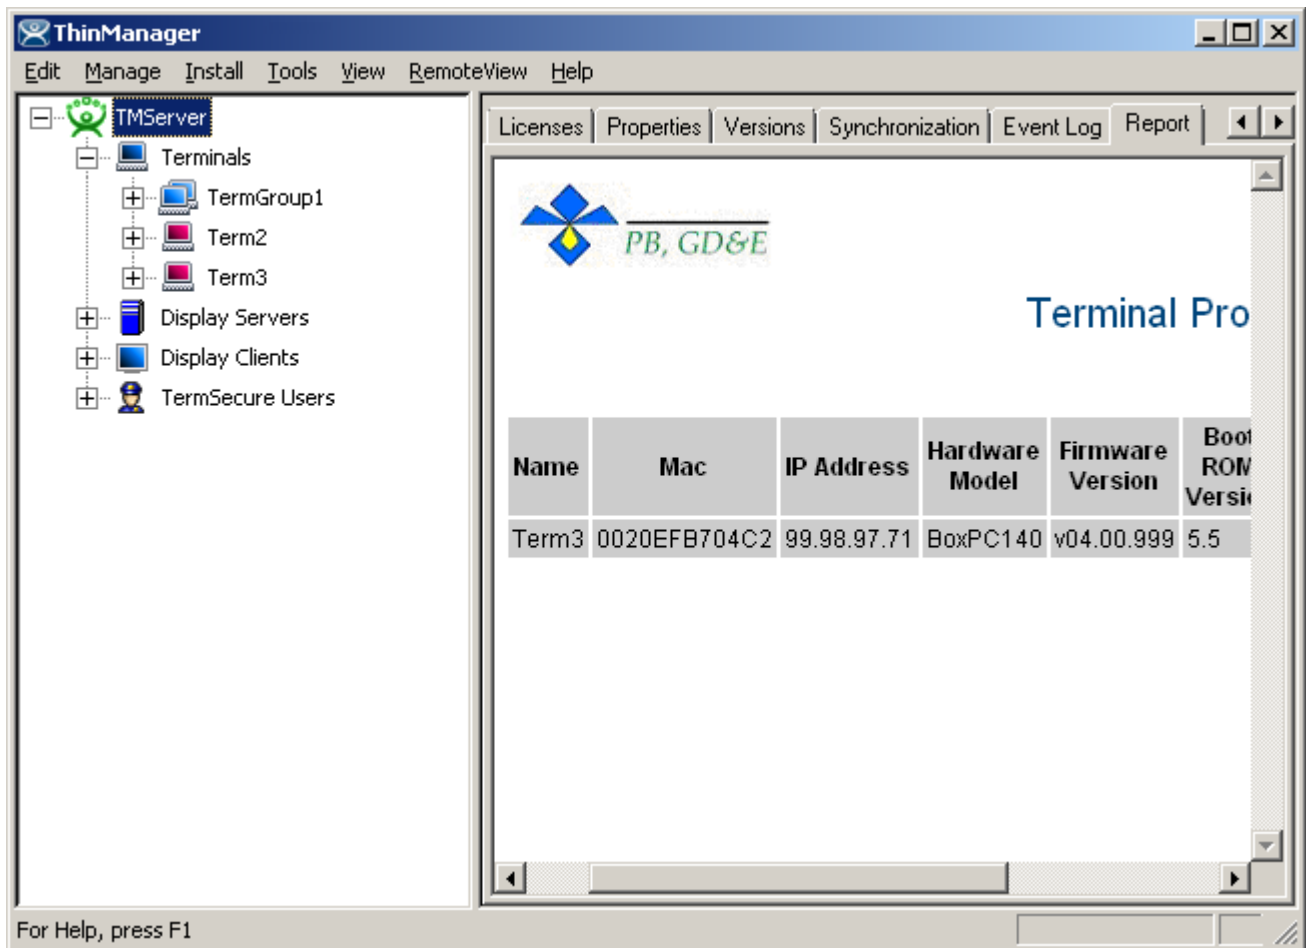 ThinManager
Edit Manage Install Tools View RemoteView Help
TMServer
Terminals
TermGroup1
Term2
Term3
Display Servers
Display Clients
TermSecure Users
Licenses Properties Versions Synchronization Event Log Report
PB, GD&E
Terminal Pro
Name Mac IP Address Hardware Model Firmware Version Boot ROM Versi
Term3 0020EFB704C2 99.98.97.71 BoxPC140 v04.00.999 5.5
For Help, press F1